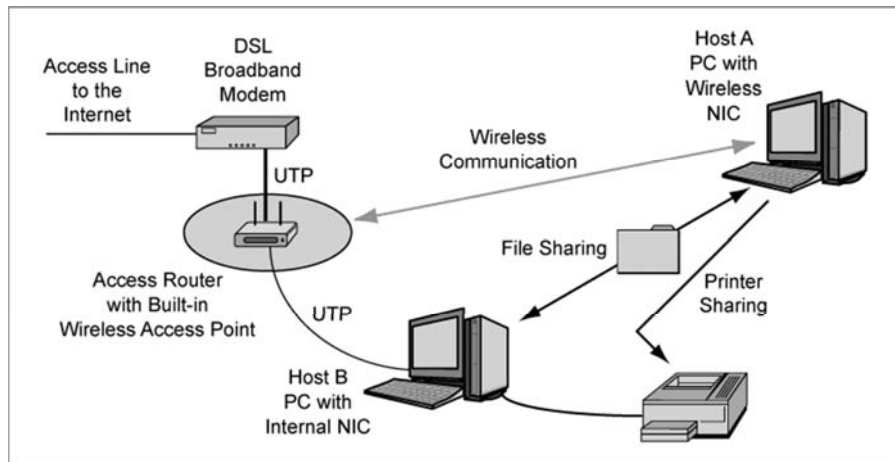 Access Line
to the
Internet
DSL
Broadband
Modem
Host A
PC with
Wireless
NIC
Wireless
Communication
UTP
File Sharing
Printer
Sharing
Access Router
with Built-in
Wireless Access Point
UTP
Host B
PC with
Internal NIC